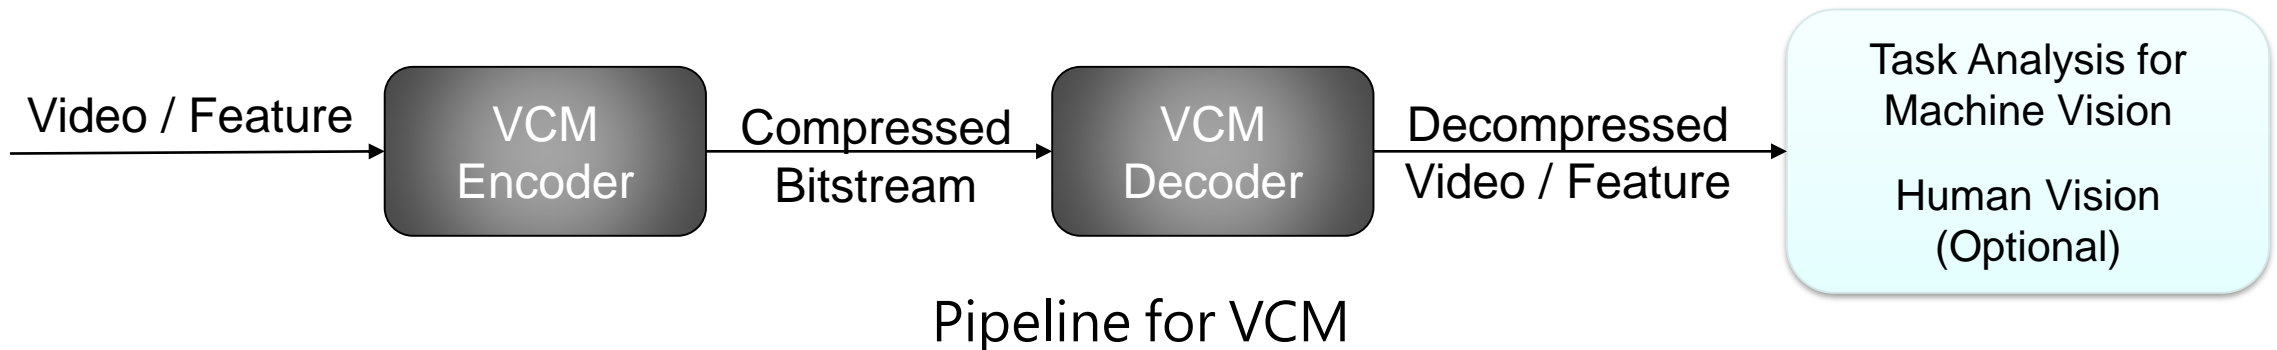 Video / Feature
VCM
Encoder
Compressed
Bitstream
VCM
Decoder
Decompressed
Video / Feature
Task Analysis for
Machine Vision
Human Vision
(Optional)
Pipeline for VCM